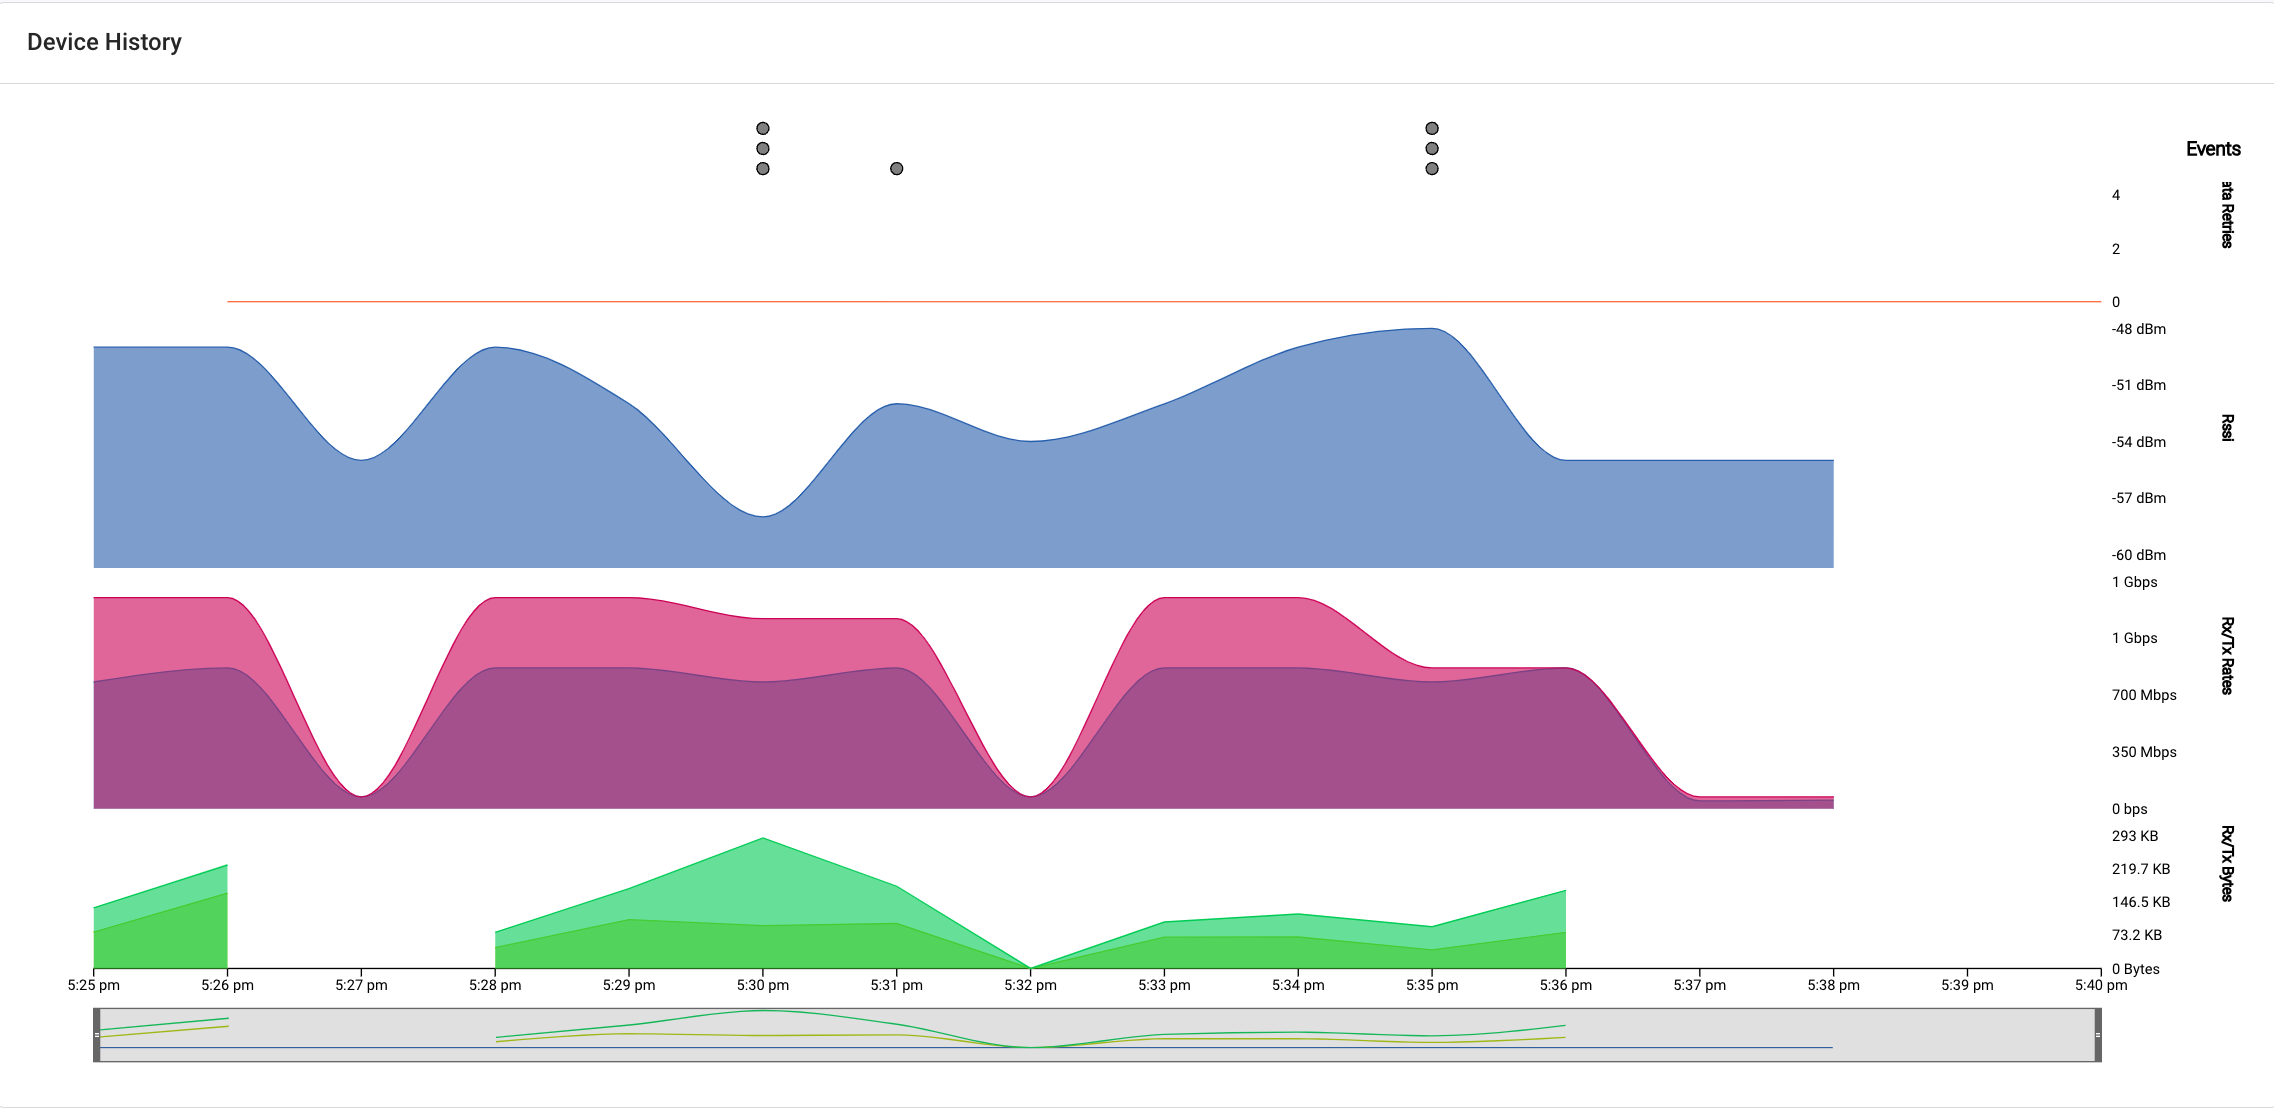 Device History
Events
4
ata Retries
2
0
-48 dBm
-51 dBm
Rssi
-54 dBm
-57 dBm
-60 dBm
1 Gbps
1 Gbps
Rx/Tx Rates
700 Mbps
350 Mbps
0 bps
293 KB
Rx/Tx Bytes
219.7 KB
146.5 KB
73.2 KB
0 Bytes
5:25 pm 5:26 pm 5:27 pm 5:28 pm 5:29 pm 5:30 pm 5:31 pm 5:32 pm 5:33 pm 5:34 pm 5:35 pm 5:36 pm 5:37 pm 5:38 pm 5:39 pm 5:40 pm